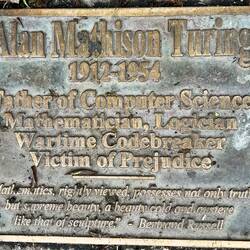 Alan Mathison Turing
1912-1954
Father of Computer Science
Mathematician, Logician
Wartime Codebreaker
Victim of Prejudice
Mathematics, rightly viewed, possesses not only truth
but supreme beauty, a beauty cold and austere
like that of sculpture." - Bertrand Russell